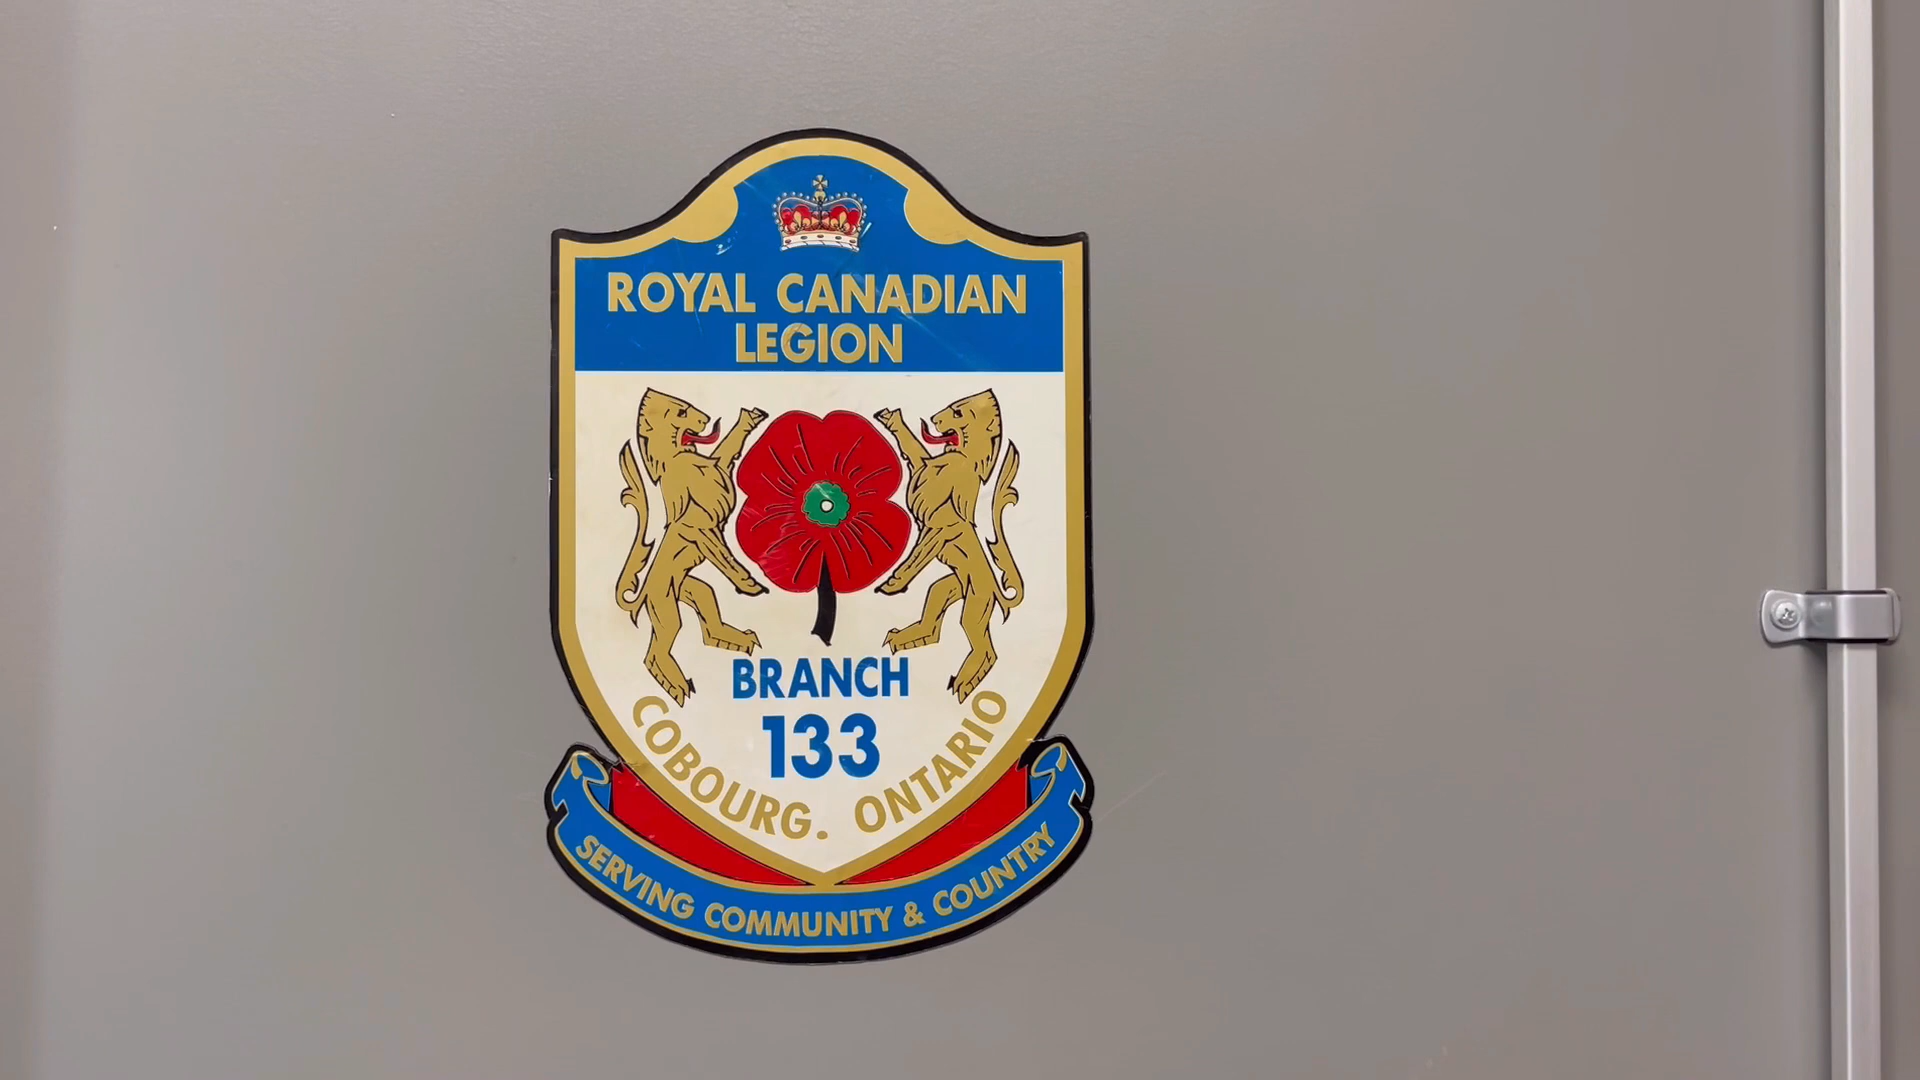 ROYAL CANADIAN
LEGION
BRANCH
133
COBOURG. ONTARIO
SERVING COMMUNITY & COUNTRY